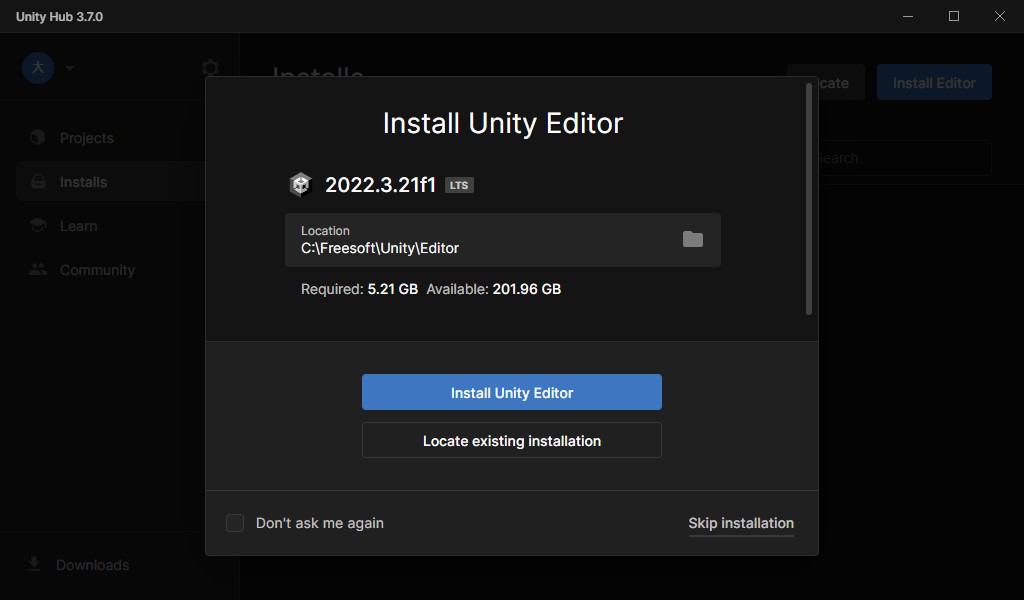 Unity Hub 3.7.0
大
Installs
Locate
Install Editor
Projects
Installs
Learn
Community
Search
Downloads
Install Unity Editor
2022.3.21f1 LTS
Location
C:\Freesoft\Unity\Editor
Required: 5.21 GB Available: 201.96 GB
Install Unity Editor
Locate existing installation
Don't ask me again
Skip installation